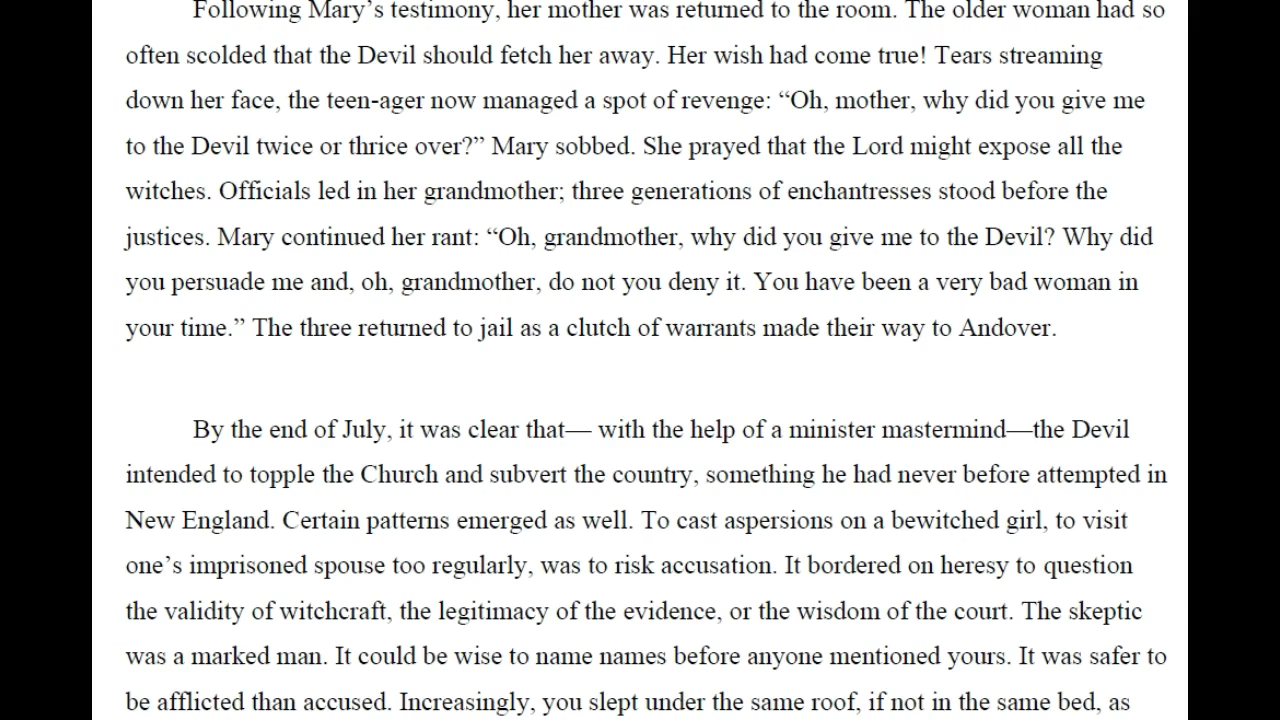 Following Mary’s testimony, her mother was returned to the room. The older woman had so
often scolded that the Devil should fetch her away. Her wish had come true! Tears streaming
down her face, the teen-ager now managed a spot of revenge: “Oh, mother, why did you give me
to the Devil twice or thrice over?” Mary sobbed. She prayed that the Lord might expose all the
witches. Officials led in her grandmother; three generations of enchantresses stood before the
justices. Mary continued her rant: “Oh, grandmother, why did you give me to the Devil? Why did
you persuade me and, oh, grandmother, do not you deny it. You have been a very bad woman in
your time.” The three returned to jail as a clutch of warrants made their way to Andover.
By the end of July, it was clear that— with the help of a minister mastermind—the Devil
intended to topple the Church and subvert the country, something he had never before attempted in
New England. Certain patterns emerged as well. To cast aspersions on a bewitched girl, to visit
one’s imprisoned spouse too regularly, was to risk accusation. It bordered on heresy to question
the validity of witchcraft, the legitimacy of the evidence, or the wisdom of the court. The skeptic
was a marked man. It could be wise to name names before anyone mentioned yours. It was safer to
be afflicted than accused. Increasingly, you slept under the same roof, if not in the same bed, as